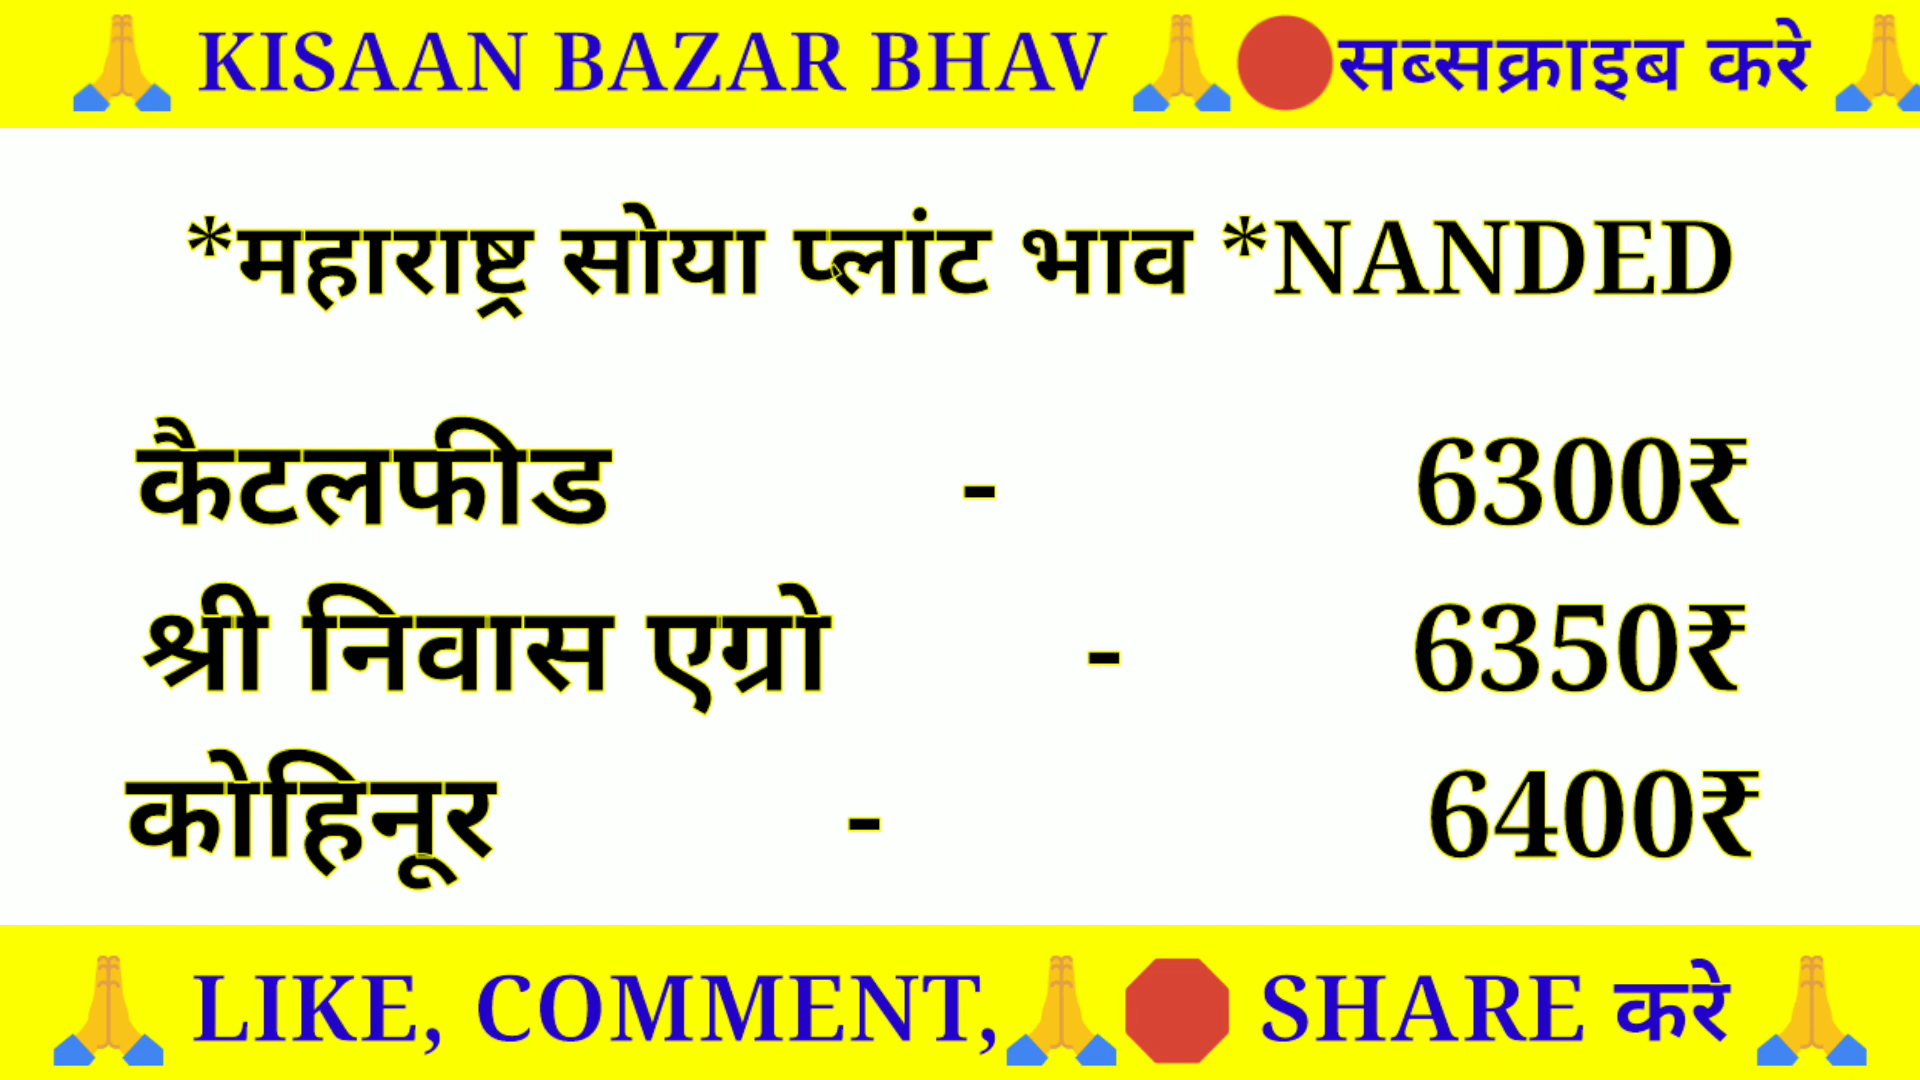 🙏 KISAAN BAZAR BHAV 🙏🔴सब्सक्राइब करे 🙏
*महाराष्ट्र सोया प्लांट भाव *NANDED
कैटलफीड - 6300₹
श्री निवास एग्रो - 6350₹
कोहिनूर - 6400₹
🙏 LIKE, COMMENT,🙏🛑 SHARE करे 🙏